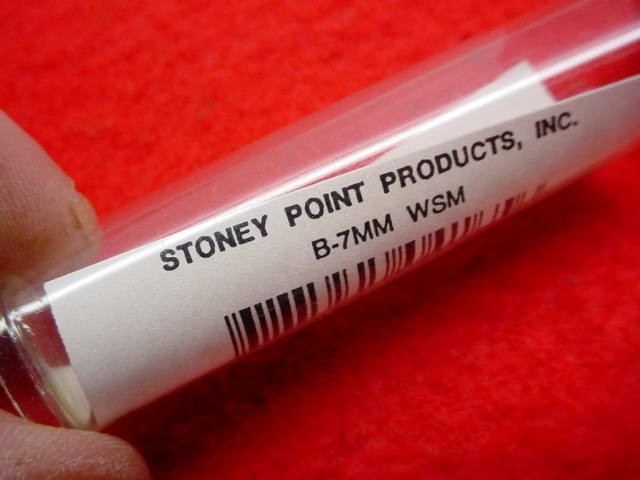 STONEY POINT PRODUCTS, INC.
B-7MM WSM